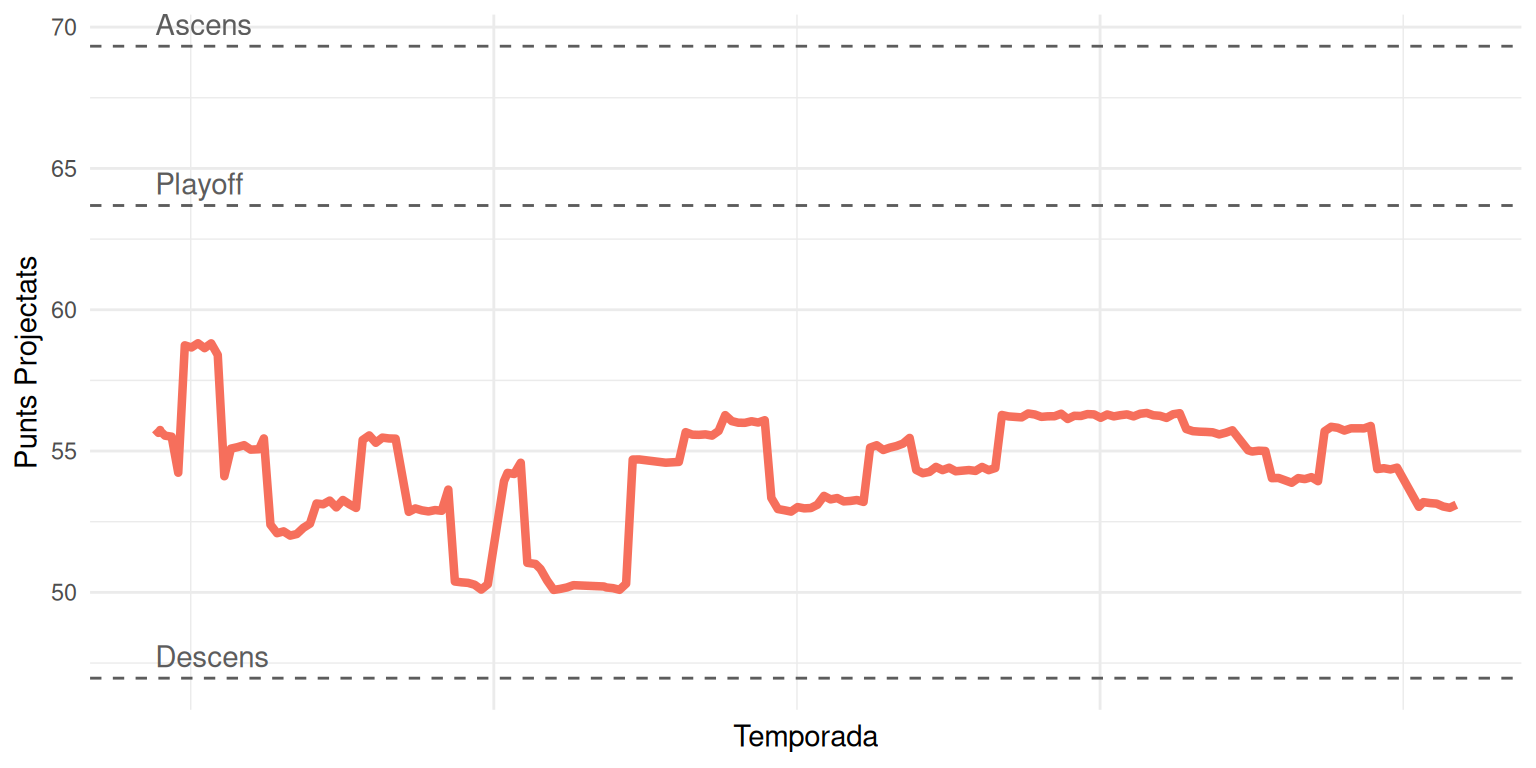 70
Ascens
65
Playoff
60
55
50
Descens
Punts Projectats
Temporada